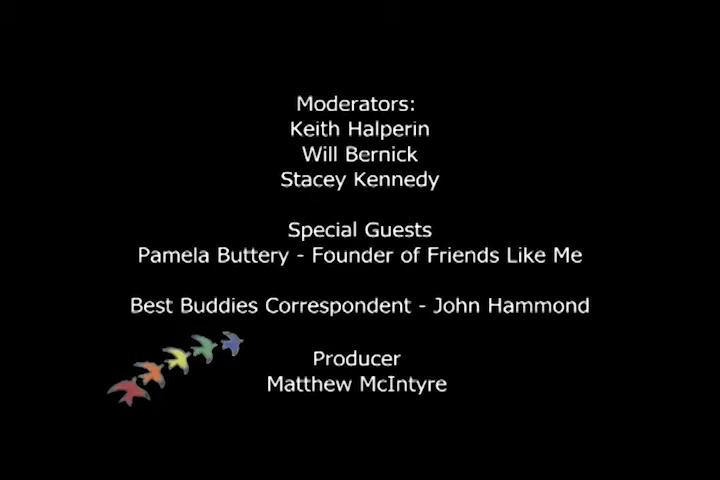 Moderators:
Keith Halperin
Will Bernick
Stacey Kennedy
Special Guests
Pamela Buttery - Founder of Friends Like Me
Best Buddies Correspondent - John Hammond
Producer
Matthew McIntyre